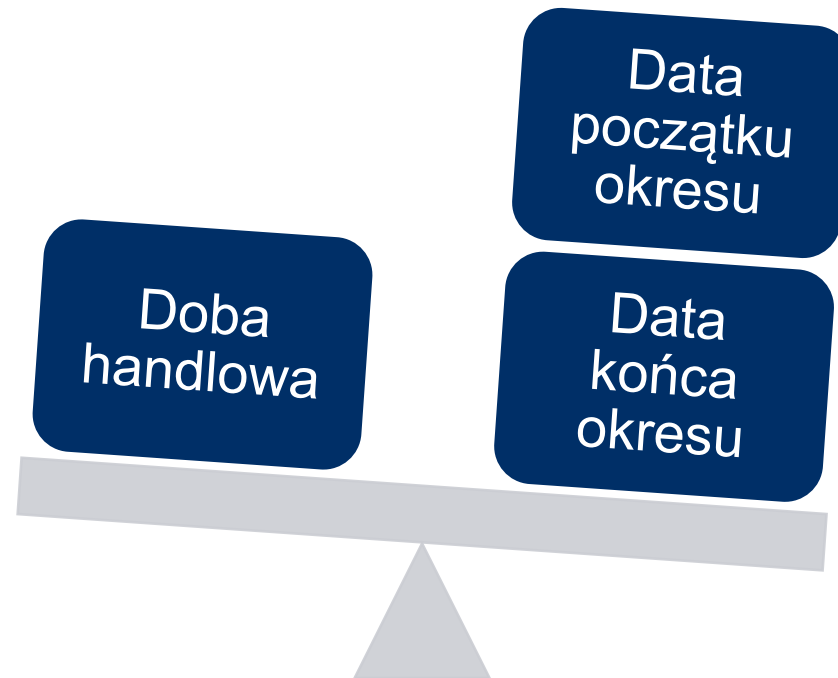 Doba
handlowa
Data
początku
okresu
Data
końca
okresu